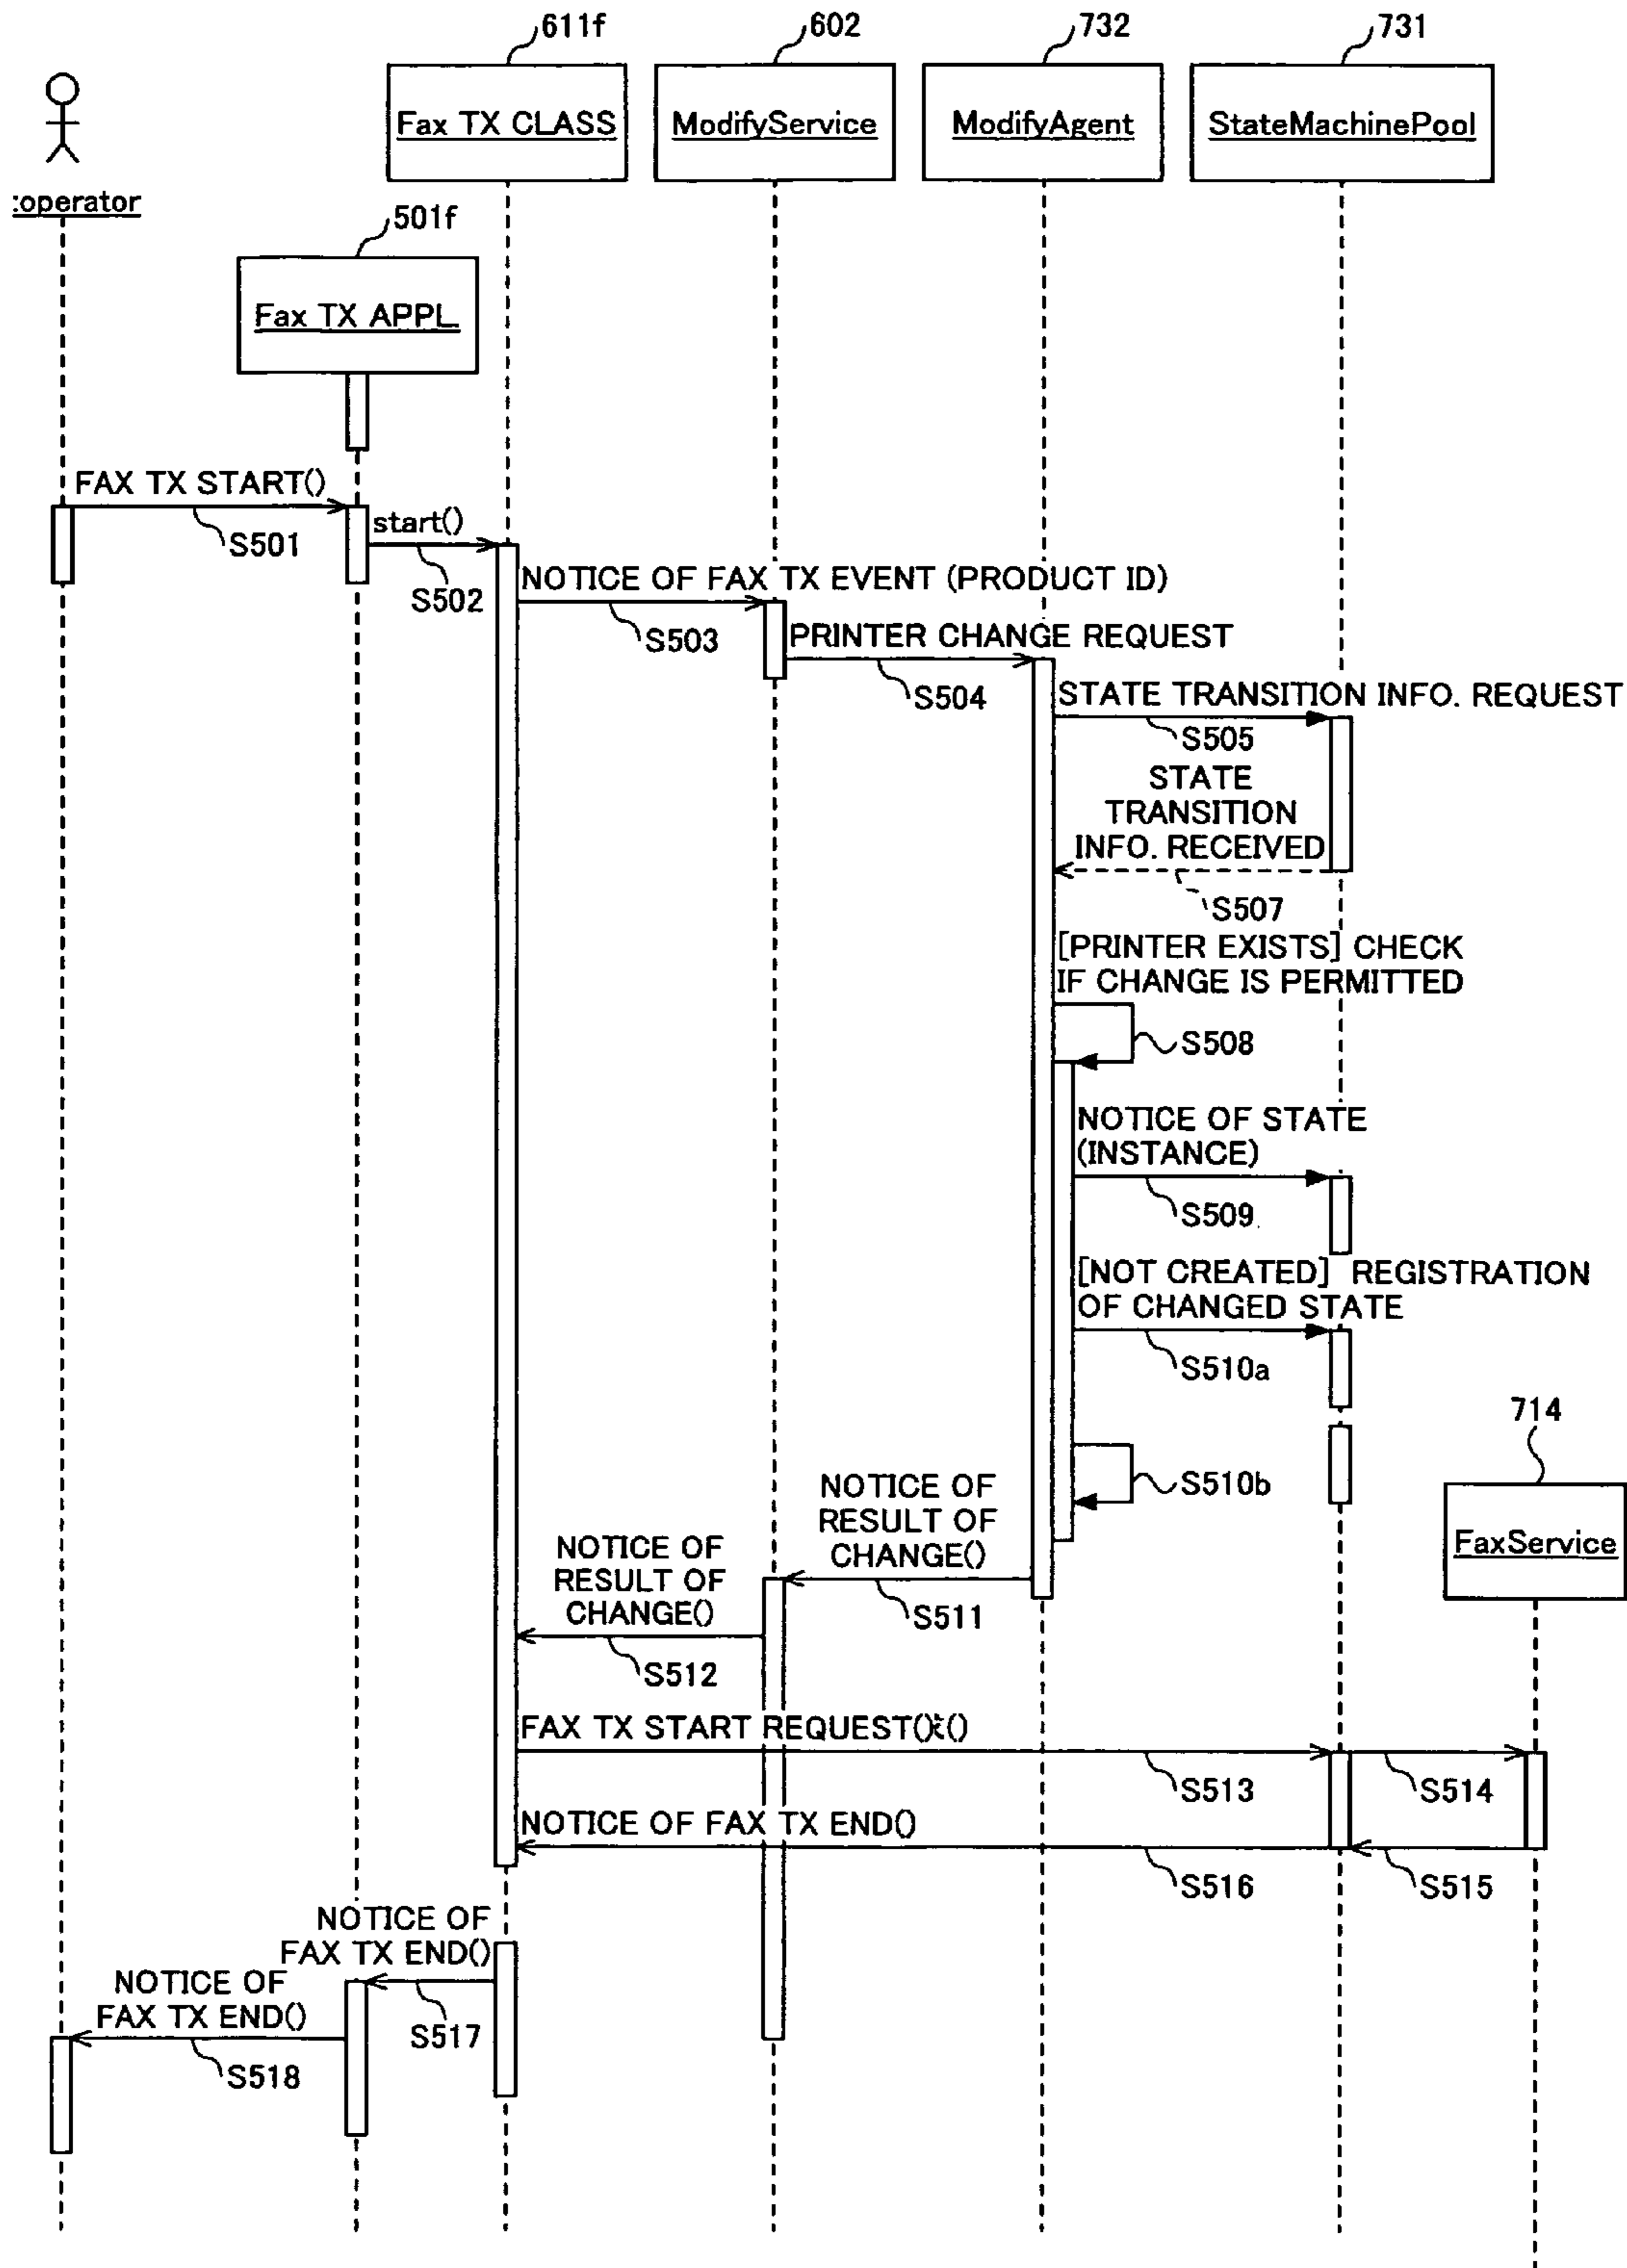 611f
602
732
731
Fax TX CLASS
ModifyService
ModifyAgent
StateMachinePool
:operator
501f
Fax TX APPL.
FAX TX START()
S501
start()
S502
NOTICE OF FAX TX EVENT (PRODUCT ID)
S503
PRINTER CHANGE REQUEST
S504
STATE TRANSITION INFO. REQUEST
S505
STATE
TRANSITION
INFO. RECEIVED
S507
[PRINTER EXISTS] CHECK
IF CHANGE IS PERMITTED
S508
NOTICE OF STATE
(INSTANCE)
S509
[NOT CREATED] REGISTRATION
OF CHANGED STATE
S510a
714
S510b
FaxService
NOTICE OF
RESULT OF
CHANGE()
S511
NOTICE OF
RESULT OF
CHANGE()
S512
FAX TX START REQUEST()
S513
S514
NOTICE OF FAX TX END()
S516
S515
NOTICE OF
FAX TX END()
S517
NOTICE OF
FAX TX END()
S518